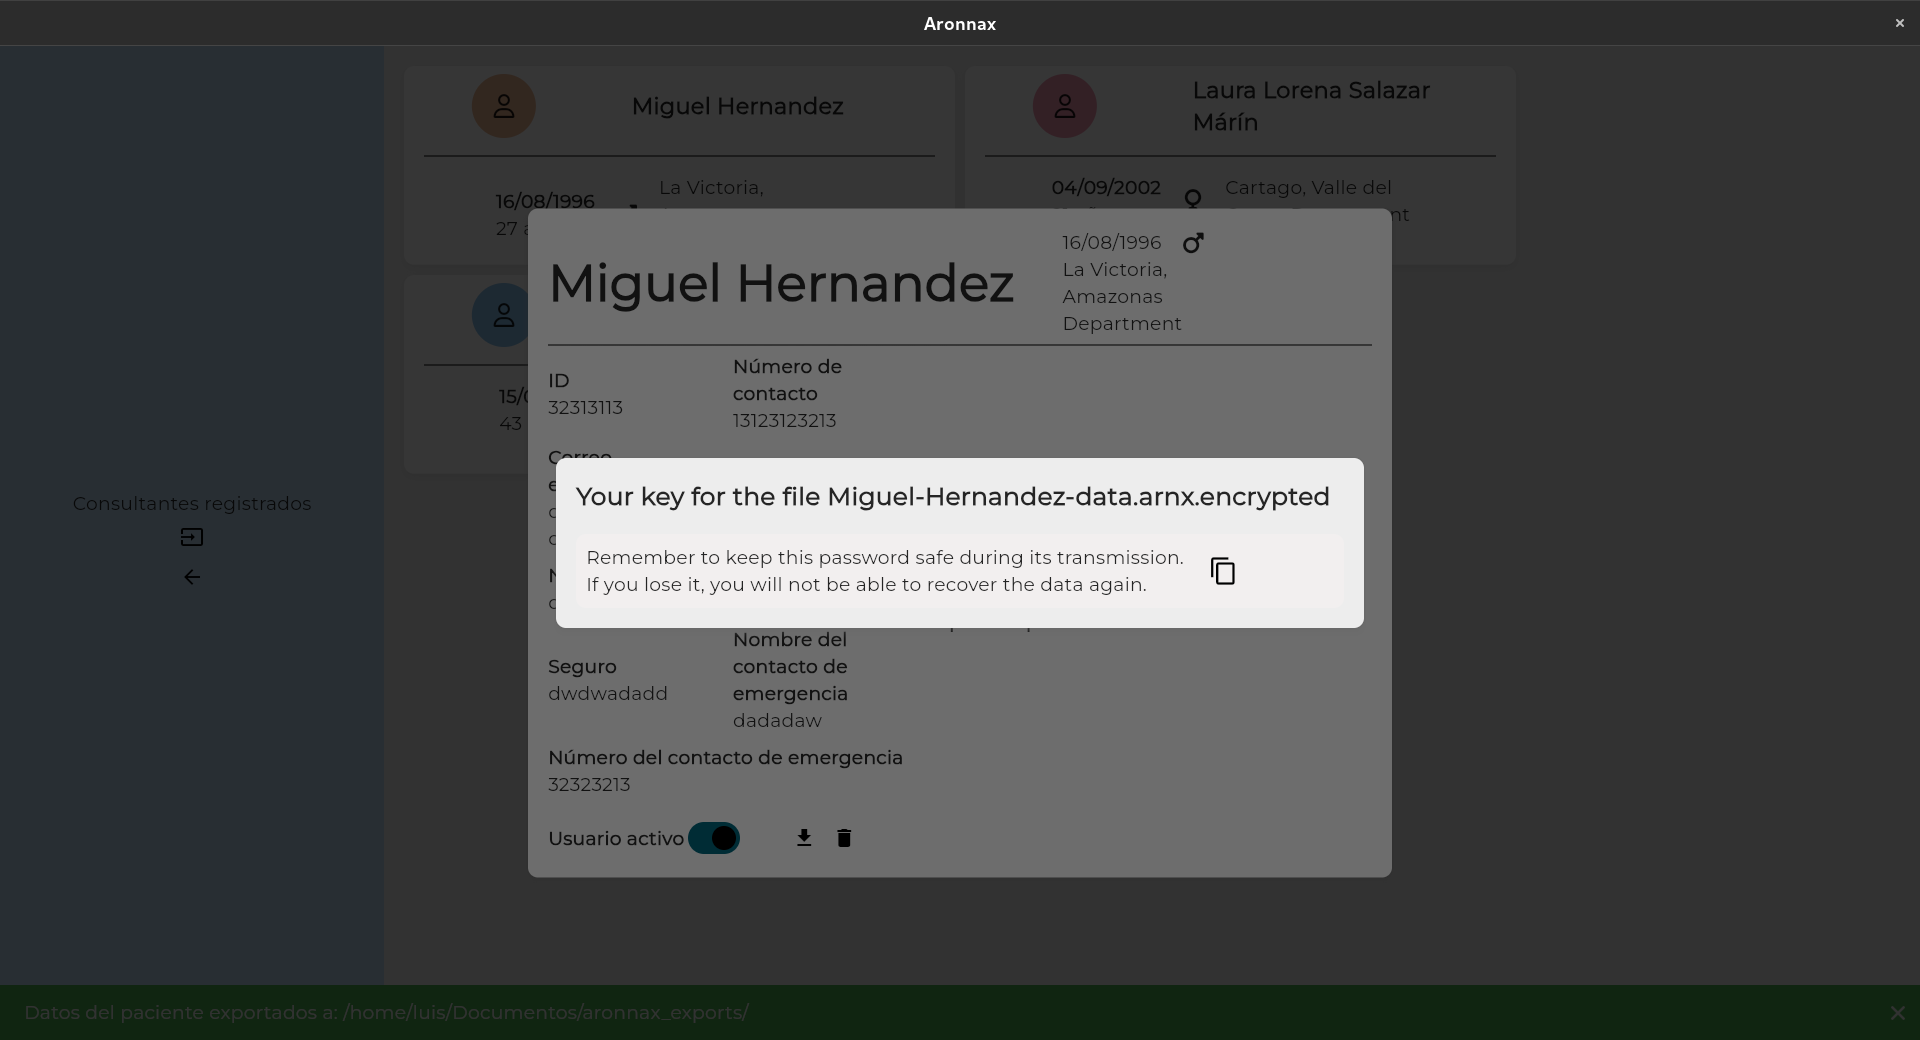 Aronnax
Miguel Hernandez
16/08/1996
27
La Victoria,
Laura Lorena Salazar
Márín
04/09/2002
Cartago, Valle del
15/0
43
Consultantes registrados
Miguel Hernandez
16/08/1996
La Victoria,
Amazonas
Department
ID
32313113
Número de
contacto
13123123213
Correo
Your key for the file Miguel-Hernandez-data.arnx.encrypted
Remember to keep this password safe during its transmission.
If you lose it, you will not be able to recover the data again.
Seguro
dwdwadadd
Nombre del
contacto de
emergencia
dadadaw
Número del contacto de emergencia
32323213
Usuario activo
Datos del paciente exportados a: /home/luis/Documentos/aronnax_exports/